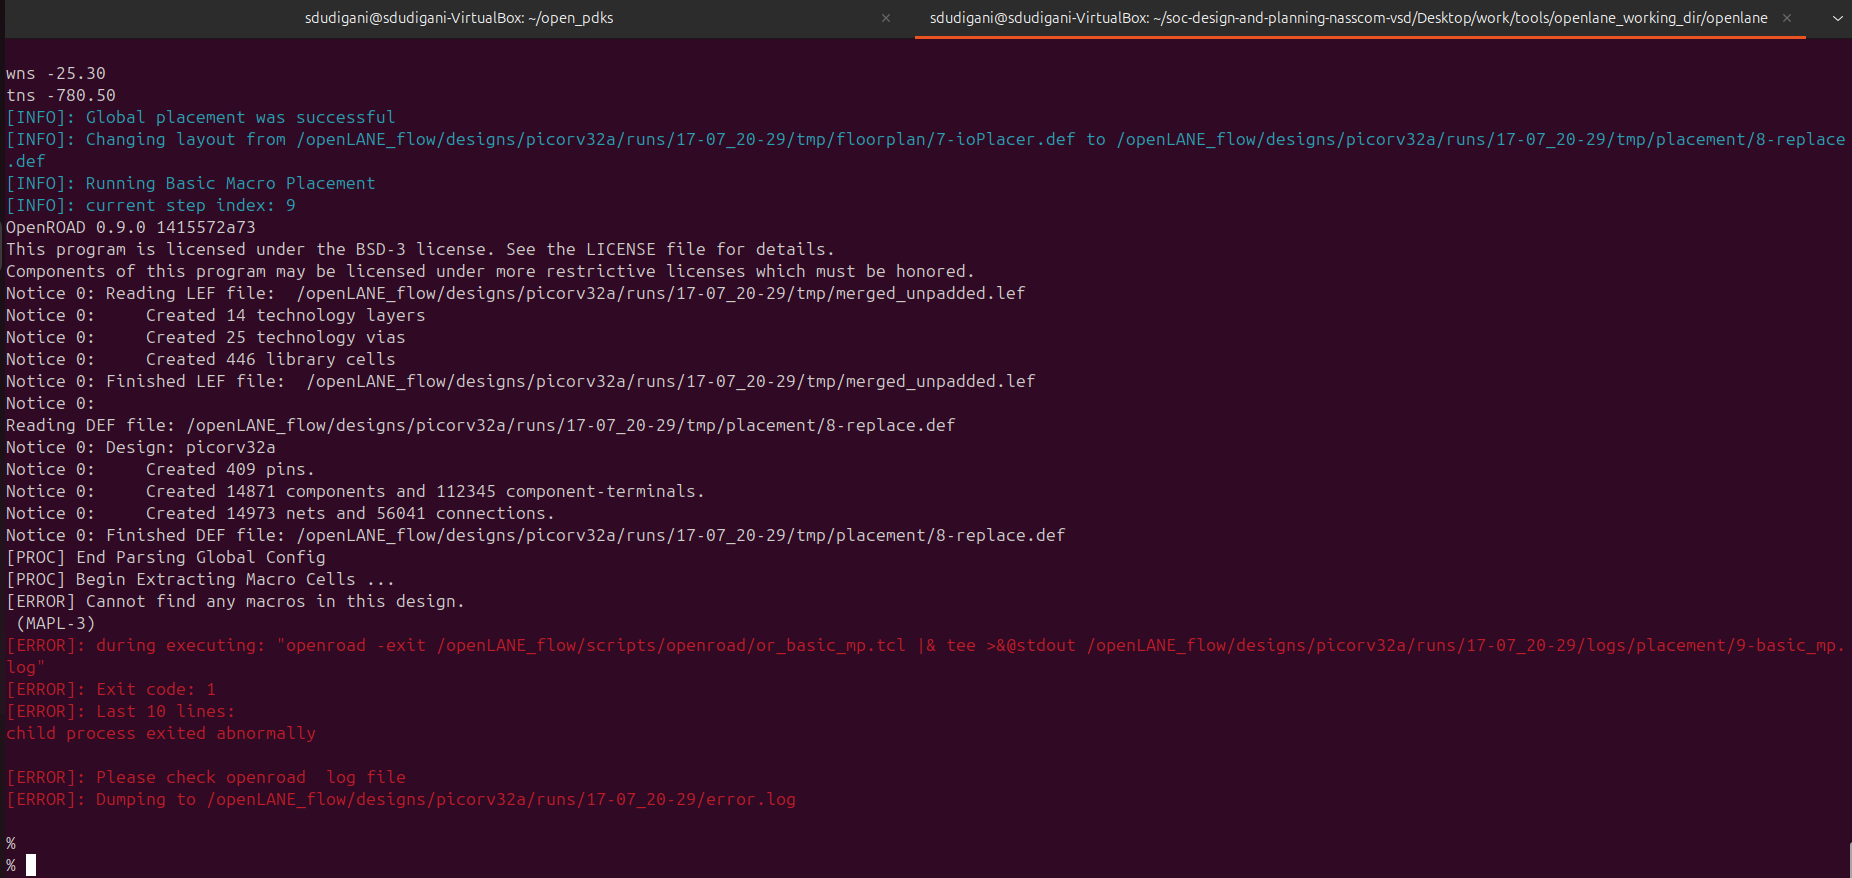 sdudigani@sdudigani-VirtualBox: ~/open_pdks × sdudigani@sdudigani-VirtualBox: ~/soc-design-and-planning-nasscom-vsd/Desktop/work/tools/openlane_working_dir/openlane ×
wns -25.30
tns -780.50
[INFO]: Global placement was successful
[INFO]: Changing layout from /openLANE_flow/designs/picorv32a/runs/17-07_20-29/tmp/floorplan/7-ioPlacer.def to /openLANE_flow/designs/picorv32a/runs/17-07_20-29/tmp/placement/8-replace
.def
[INFO]: Running Basic Macro Placement
[INFO]: current step index: 9
OpenROAD 0.9.0 1415572a73
This program is licensed under the BSD-3 license. See the LICENSE file for details.
Components of this program may be licensed under more restrictive licenses which must be honored.
Notice 0: Reading LEF file:  /openLANE_flow/designs/picorv32a/runs/17-07_20-29/tmp/merged_unpadded.lef
Notice 0:     Created 14 technology layers
Notice 0:     Created 25 technology vias
Notice 0:     Created 446 library cells
Notice 0: Finished LEF file:  /openLANE_flow/designs/picorv32a/runs/17-07_20-29/tmp/merged_unpadded.lef
Notice 0:
Reading DEF file: /openLANE_flow/designs/picorv32a/runs/17-07_20-29/tmp/placement/8-replace.def
Notice 0: Design: picorv32a
Notice 0:     Created 409 pins.
Notice 0:     Created 14871 components and 112345 component-terminals.
Notice 0:     Created 14973 nets and 56041 connections.
Notice 0: Finished DEF file: /openLANE_flow/designs/picorv32a/runs/17-07_20-29/tmp/placement/8-replace.def
[PROC] End Parsing Global Config
[PROC] Begin Extracting Macro Cells ...
[ERROR] Cannot find any macros in this design.
 (MAPL-3)
[ERROR]: during executing: "openroad -exit /openLANE_flow/scripts/openroad/or_basic_mp.tcl |& tee >&@stdout /openLANE_flow/designs/picorv32a/runs/17-07_20-29/logs/placement/9-basic_mp.
log"
[ERROR]: Exit code: 1
[ERROR]: Last 10 lines:
child process exited abnormally
[ERROR]: Please check openroad  log file
[ERROR]: Dumping to /openLANE_flow/designs/picorv32a/runs/17-07_20-29/error.log
%
%